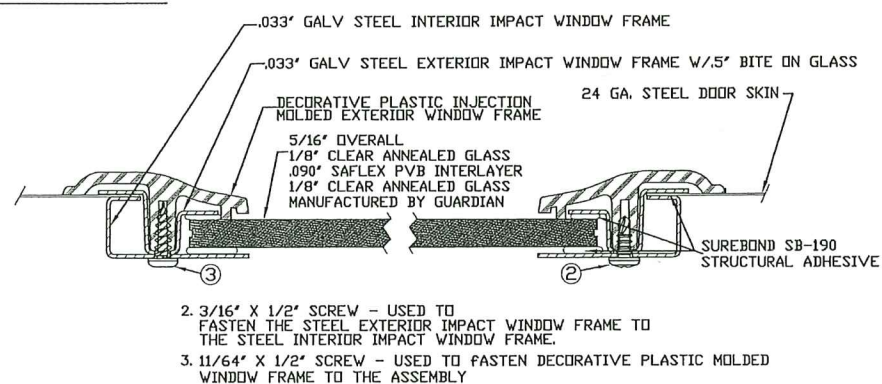 .033" GALV STEEL INTERIOR IMPACT WINDOW FRAME
.033" GALV STEEL EXTERIOR IMPACT WINDOW FRAME W/.5" BITE ON GLASS
24 GA. STEEL DOOR SKIN
DECORATIVE PLASTIC INJECTION
MOLDED EXTERIOR WINDOW FRAME
5/16" OVERALL
1/8" CLEAR ANNEALED GLASS
.090" SAFLEX PVB INTERLAYER
1/8" CLEAR ANNEALED GLASS
MANUFACTURED BY GUARDIAN
SUREBOND SB-190
STRUCTURAL ADHESIVE
3
2
2. 3/16" X 1/2" SCREW - USED TO
FASTEN THE STEEL EXTERIOR IMPACT WINDOW FRAME TO
THE STEEL INTERIOR IMPACT WINDOW FRAME.
3. 11/64" X 1/2" SCREW - USED TO FASTEN DECORATIVE PLASTIC MOLDED
WINDOW FRAME TO THE ASSEMBLY